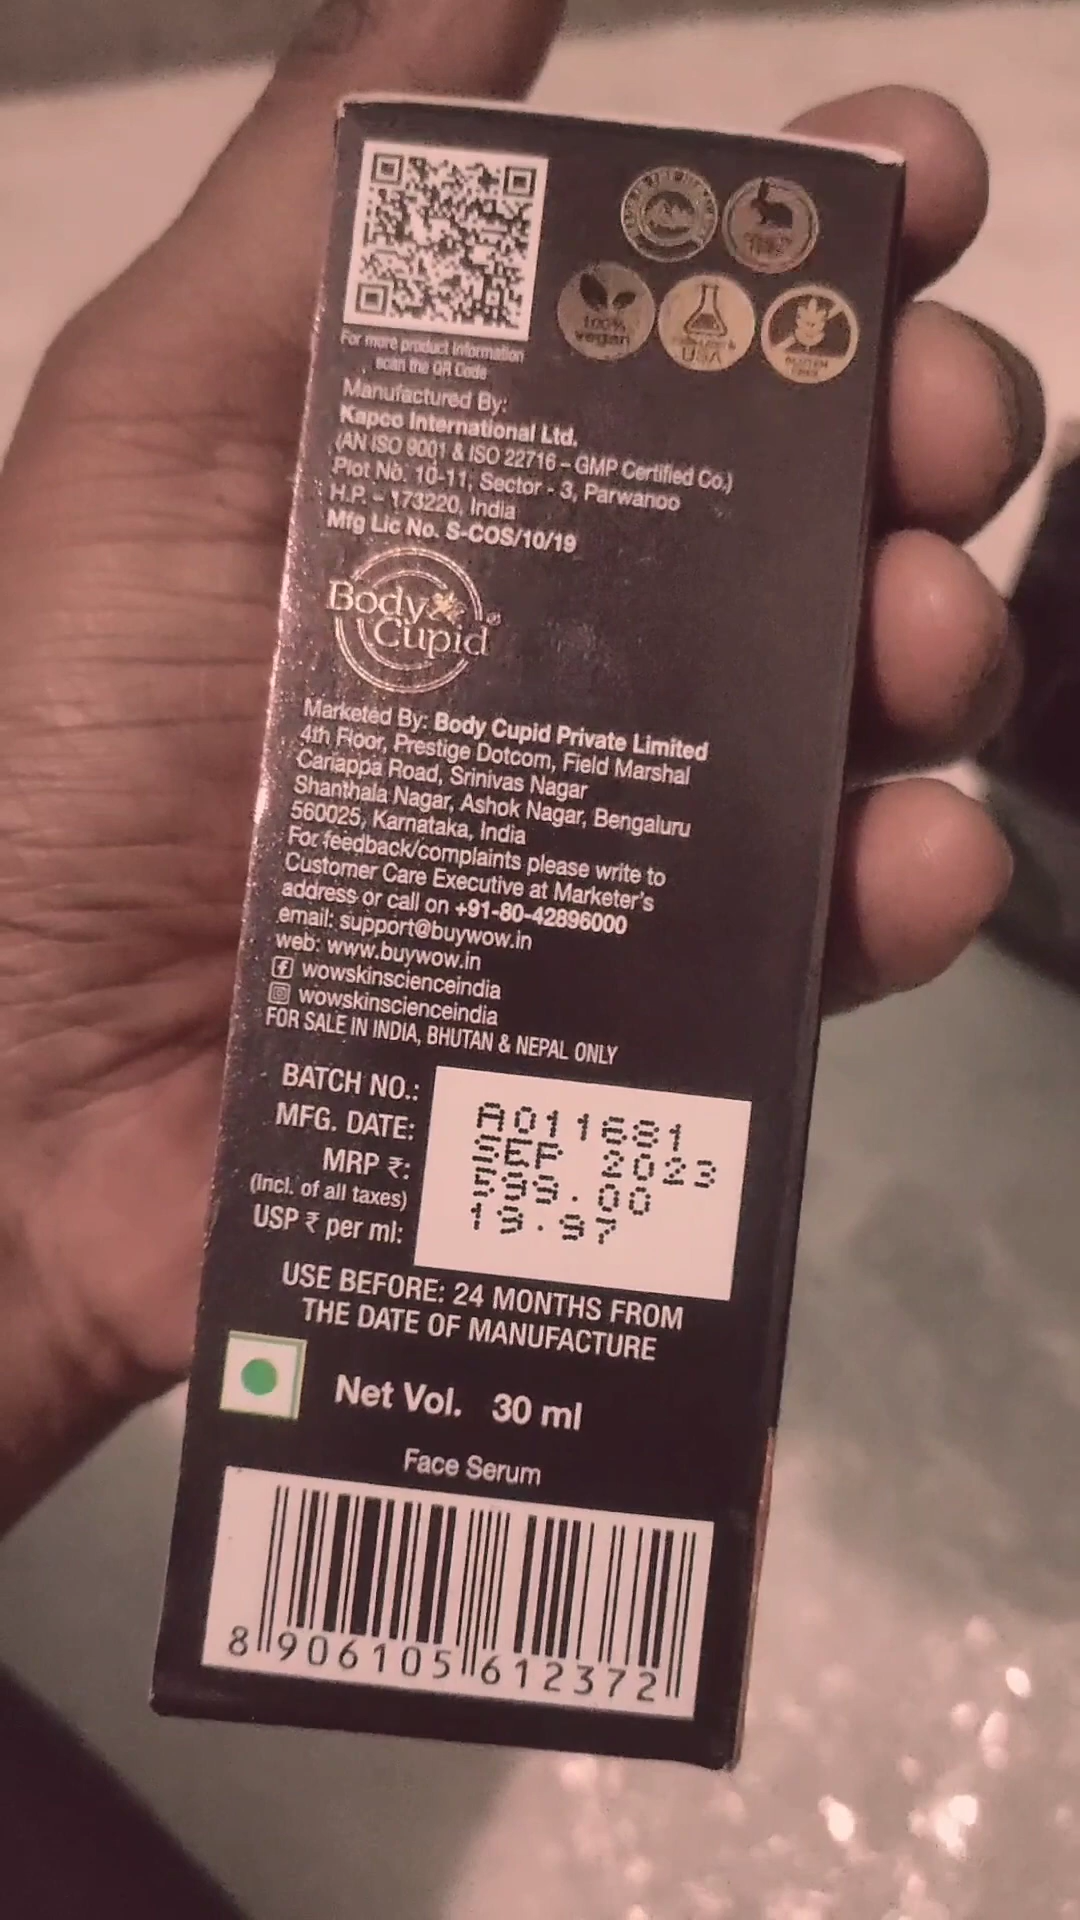 100%
vegan
USA
GLUTEN
FREE
For more product information
scan the QR Code
Manufactured By:
Kapco International Ltd.
(AN ISO 9001 & ISO 22716 – GMP Certified Co.)
Plot No. 10-11, Sector - 3, Parwanoo
H.P. – 173220, India
Mfg Lic No. S-COS/10/19
Body
Cupid®
Marketed By: Body Cupid Private Limited
4th Floor, Prestige Dotcom, Field Marshal
Cariappa Road, Srinivas Nagar
Shanthala Nagar, Ashok Nagar, Bengaluru
560025, Karnataka, India
For feedback/complaints please write to
Customer Care Executive at Marketer's
address or call on +91-80-42896000
email: support@buywow.in
web: www.buywow.in
wowskinscienceindia
wowskinscienceindia
FOR SALE IN INDIA, BHUTAN & NEPAL ONLY
BATCH NO.: A011681
MFG. DATE: SEP 2023
MRP ₹: 599.00
(Incl. of all taxes)
USP ₹ per ml: 19.97
USE BEFORE: 24 MONTHS FROM
THE DATE OF MANUFACTURE
Net Vol. 30 ml
Face Serum
8 906105 612372